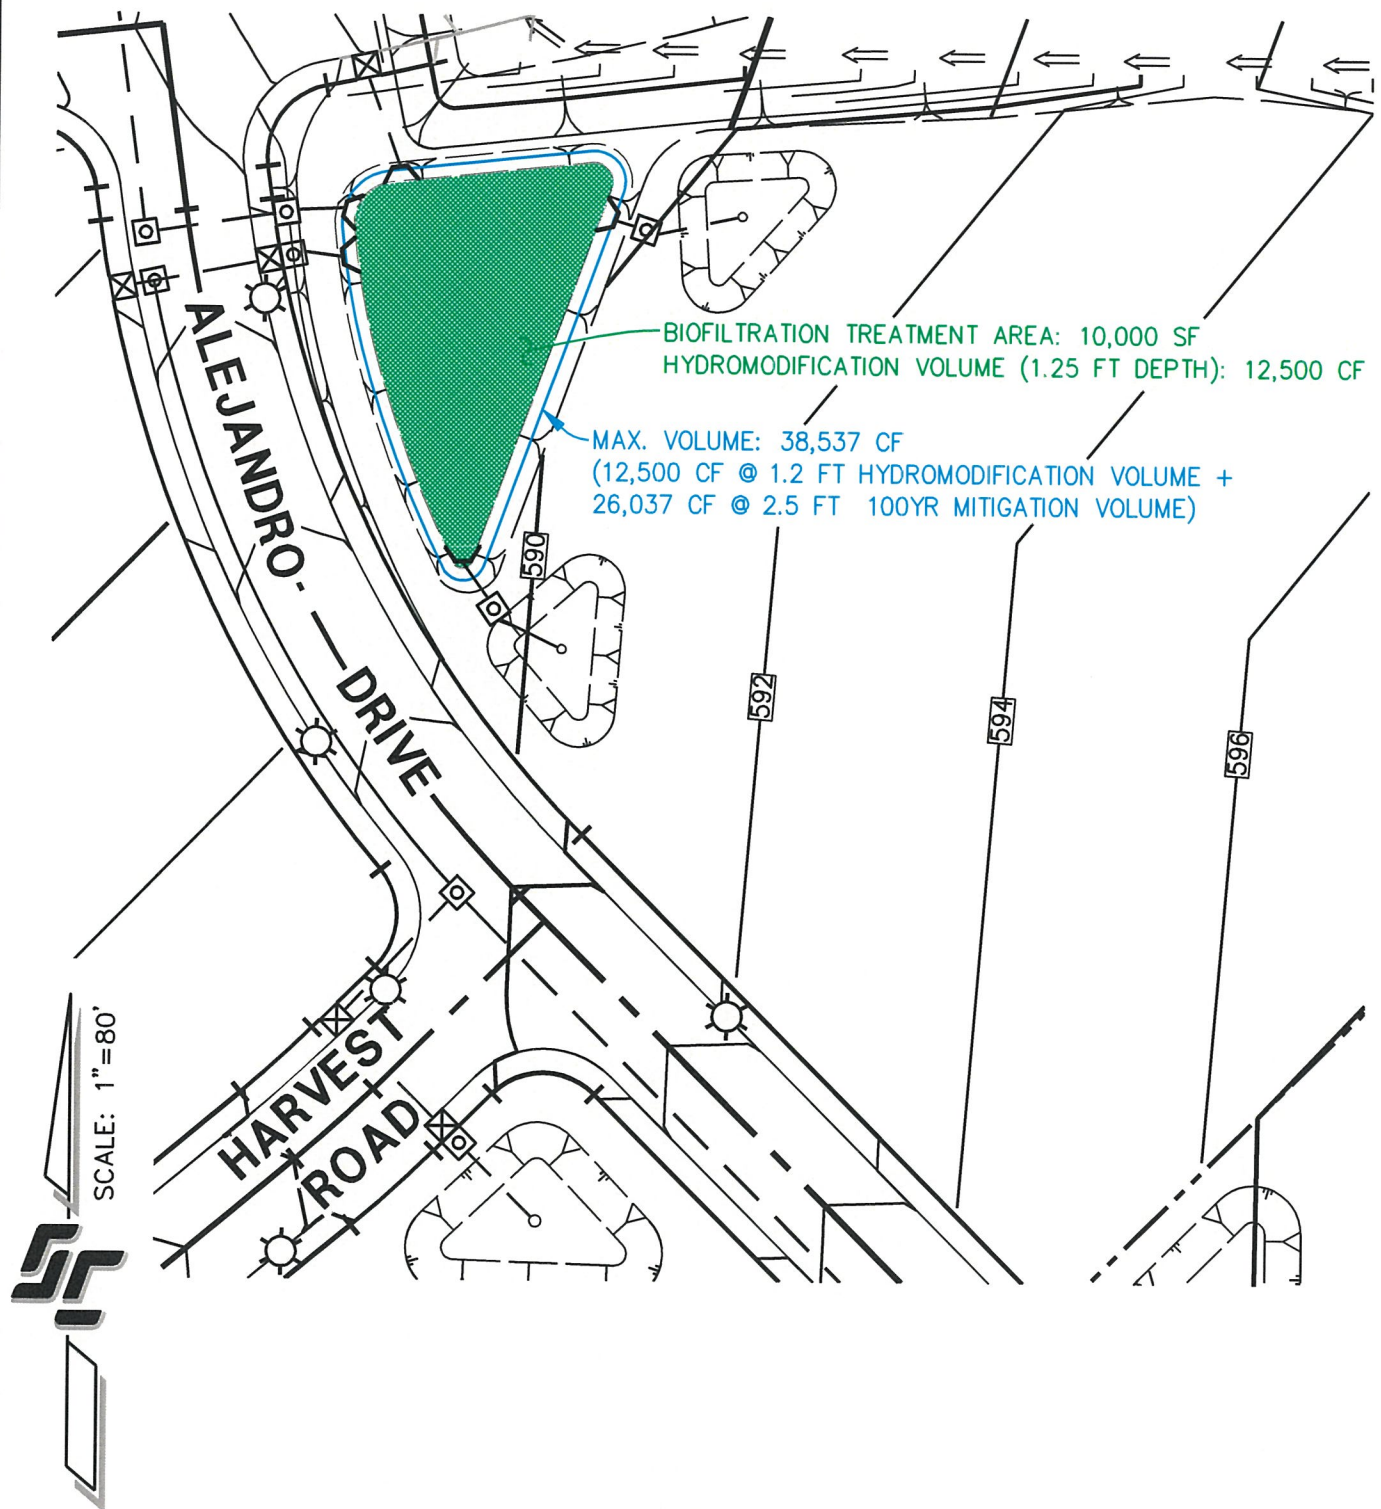 BIOFILTRATION TREATMENT AREA: 10,000 SF
HYDROMODIFICATION VOLUME (1.25 FT DEPTH): 12,500 CF
MAX. VOLUME: 38,537 CF
(12,500 CF @ 1.2 FT HYDROMODIFICATION VOLUME +
26,037 CF @ 2.5 FT 100YR MITIGATION VOLUME)
ALEJANDRO DRIVE
590
592
594
596
HARVEST
ROAD
SCALE: 1"=80'